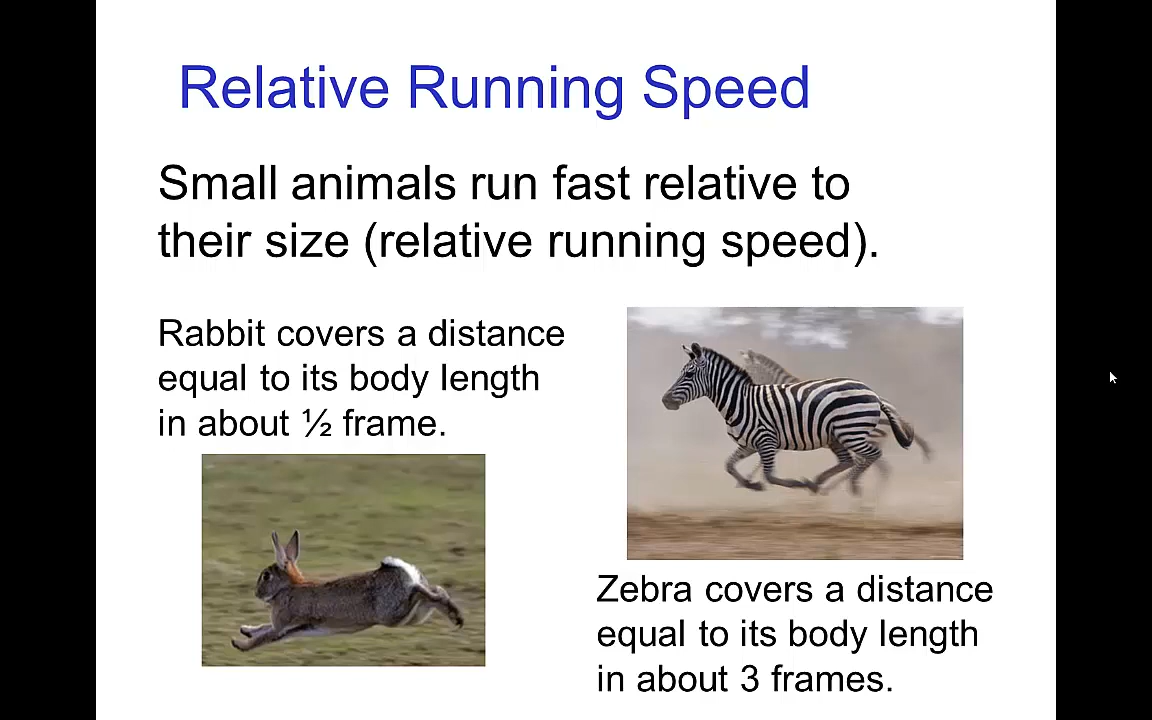 Relative Running Speed
Small animals run fast relative to
their size (relative running speed).
Rabbit covers a distance
equal to its body length
in about ½ frame.
Zebra covers a distance
equal to its body length
in about 3 frames.